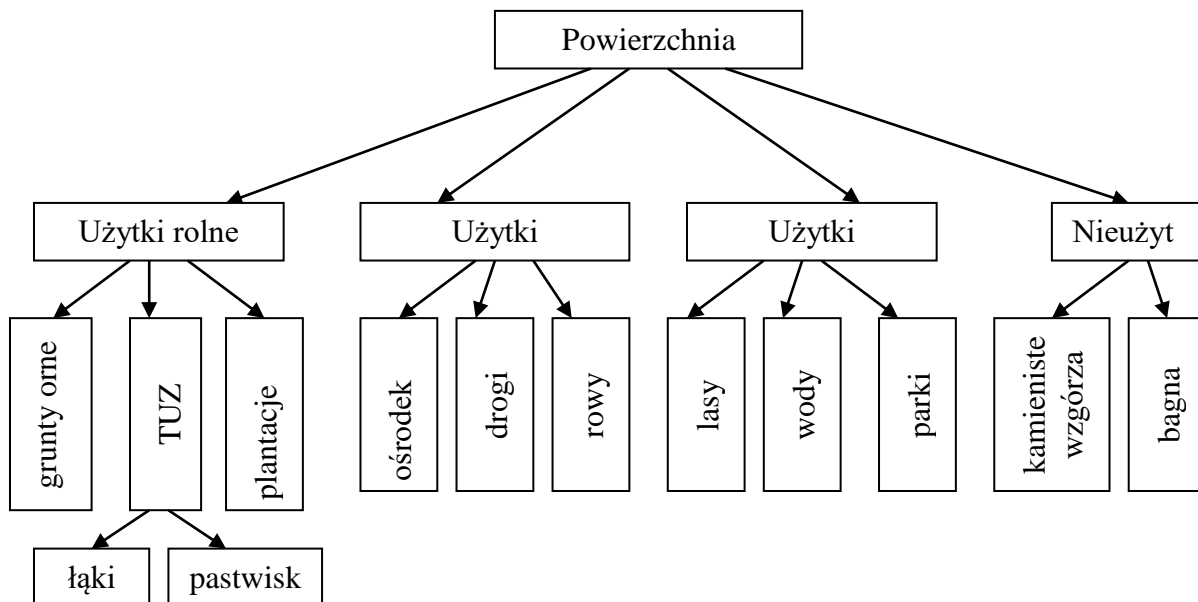 Powierzchnia
Użytki rolne
Użytki
Użytki
Nieużyt
grunty orne
TUZ
plantacje
ośrodek
drogi
rowy
lasy
wody
parki
kamieniste
wzgórza
bagna
łąki
pastwisk